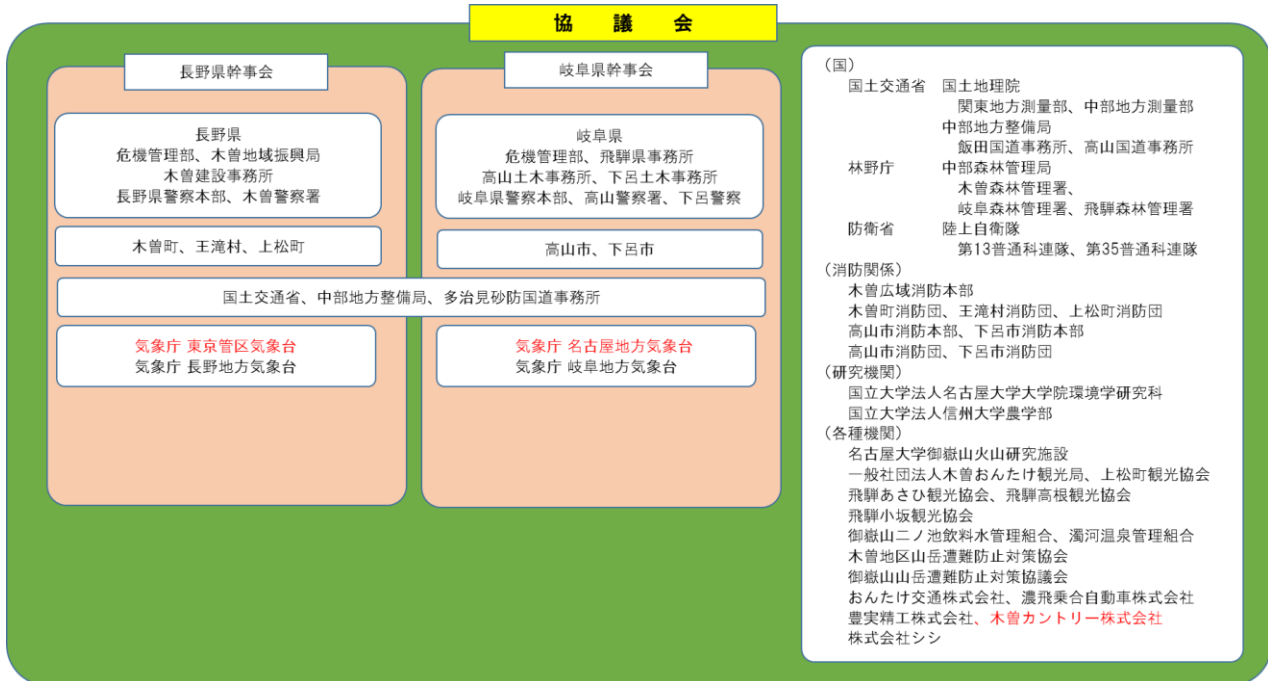 協 議 会
長野県幹事会
長野県
危機管理部、木曽地域振興局
木曽建設事務所
長野県警察本部、木曽警察署
木曽町、王滝村、上松町
岐阜県幹事会
岐阜県
危機管理部、飛騨県事務所
高山土木事務所、下呂土木事務所
岐阜県警察本部、高山警察署、下呂警察
高山市、下呂市
国土交通省、中部地方整備局、多治見砂防国道事務所
気象庁 東京管区気象台
気象庁 長野地方気象台
気象庁 名古屋地方気象台
気象庁 岐阜地方気象台
（国）
国土交通省 国土地理院
関東地方測量部、中部地方測量部
中部地方整備局
飯田国道事務所、高山国道事務所
林野庁 中部森林管理局
木曽森林管理署、
岐阜森林管理署、飛騨森林管理署
防衛省 陸上自衛隊
第13普通科連隊、第35普通科連隊
（消防関係）
木曽広域消防本部
木曽町消防団、王滝村消防団、上松町消防団
高山市消防本部、下呂市消防本部
高山市消防団、下呂市消防団
（研究機関）
国立大学法人名古屋大学大学院環境学研究科
国立大学法人信州大学農学部
（各種機関）
名古屋大学御嶽山火山研究施設
一般社団法人木曽おんたけ観光局、上松町観光協会
飛騨あさひ観光協会、飛騨高根観光協会
飛騨小坂観光協会
御嶽山二ノ池飲料水管理組合、濁河温泉管理組合
木曽地区山岳遭難防止対策協会
御嶽山山岳遭難防止対策協議会
おんたけ交通株式会社、濃飛乗合自動車株式会社
豊実精工株式会社、木曽カントリー株式会社
株式会社シシ